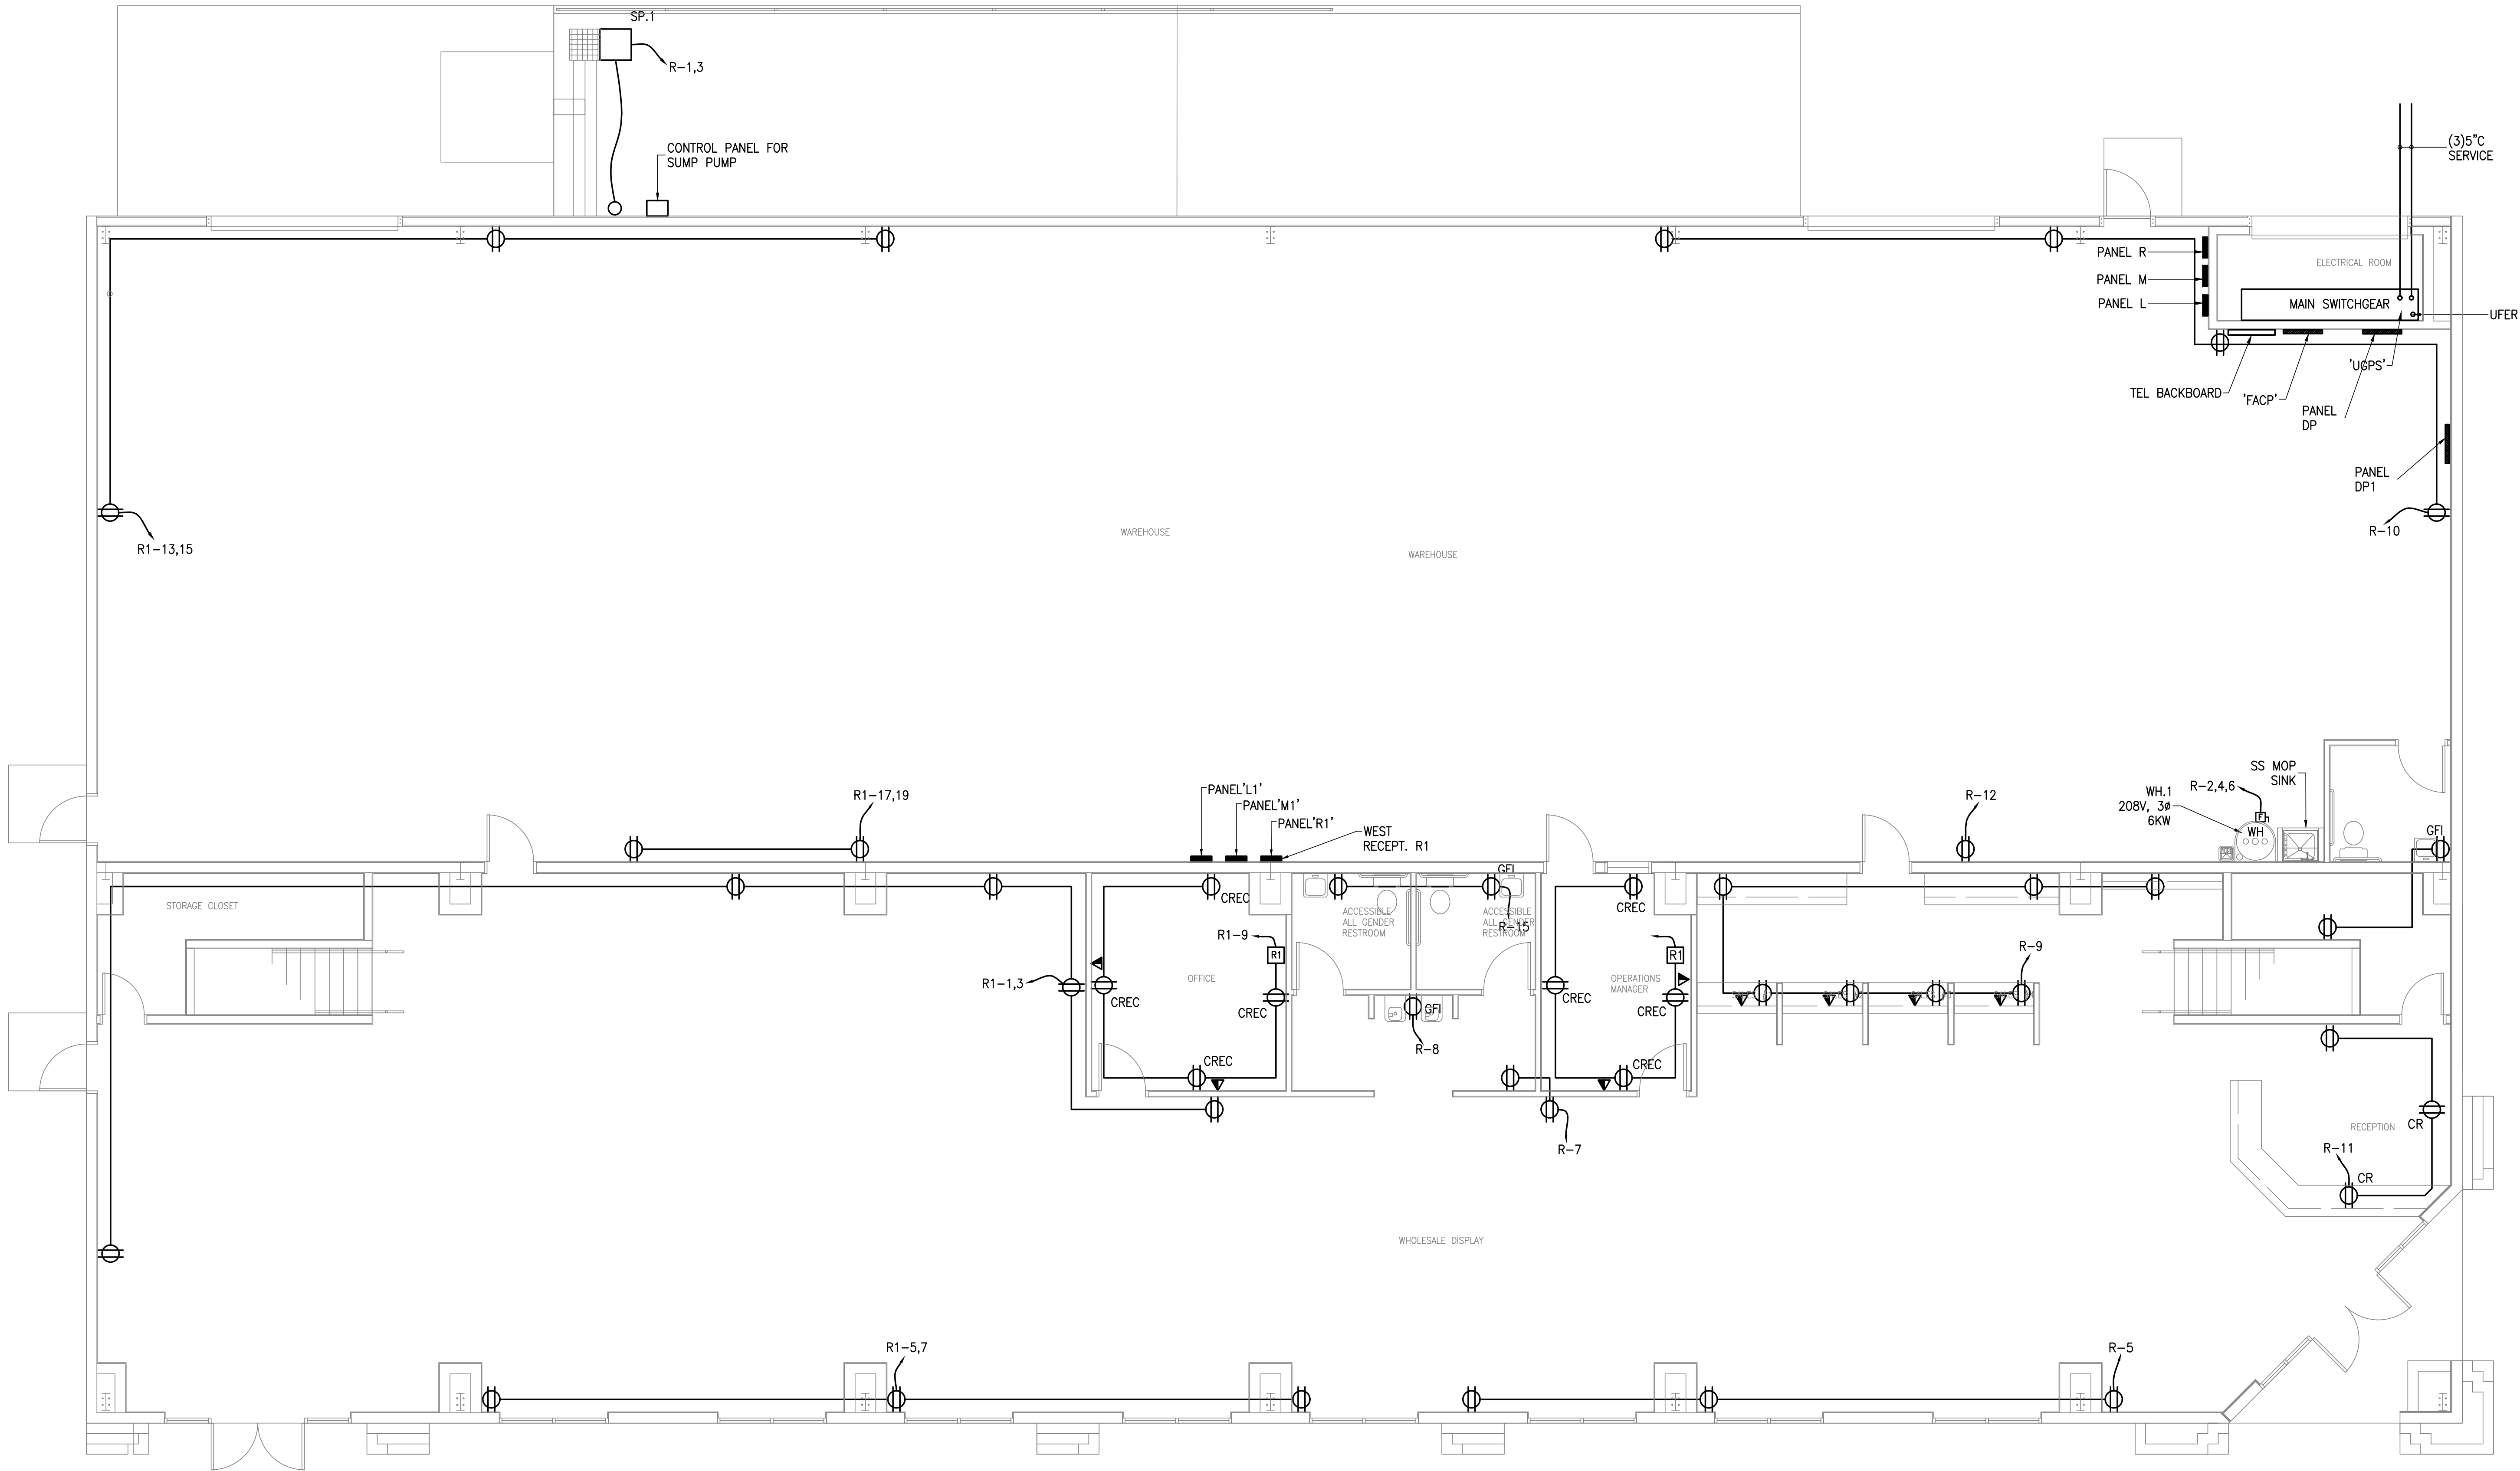 SP.1
R-1,3
CONTROL PANEL FOR
SUMP PUMP
(3)5"C
SERVICE
PANEL R
PANEL M
PANEL L
ELECTRICAL ROOM
MAIN SWITCHGEAR
UFER
'UGPS'
TEL BACKBOARD
'FACP'
PANEL
DP
PANEL
DP1
R1-13,15
R-10
WAREHOUSE
WAREHOUSE
R1-17,19
PANEL'L1'
PANEL'M1'
PANEL'R1'
WEST
RECEPT. R1
R-12
WH.1
208V, 3ø
6KW
R-2,4,6
SS MOP
SINK
F
WH
GFI
STORAGE CLOSET
CREC
GFI
CREC
ACCESSIBLE
ALL GENDER
RESTROOM
ACCESSIBLE
ALL GENDER
RESTROOM
R-15
R1-9
R1
R1
R-9
R1-1,3
OFFICE
OPERATIONS
MANAGER
CREC
CREC
CREC
CREC
GFI
R-8
CREC
CREC
R-7
CR
RECEPTION
R-11
CR
WHOLESALE DISPLAY
R1-5,7
R-5